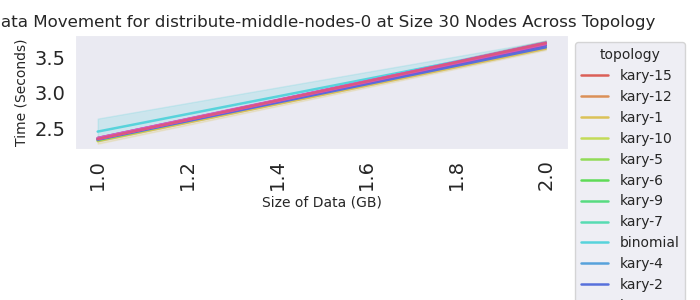 ata Movement for distribute-middle-nodes-0 at Size 30 Nodes Across Topology
Time (Seconds)
3.5
3.0
2.5
1.0
1.2
1.4
1.6
1.8
2.0
Size of Data (GB)
topology
kary-15
kary-12
kary-1
kary-10
kary-5
kary-6
kary-9
kary-7
binomial
kary-4
kary-2